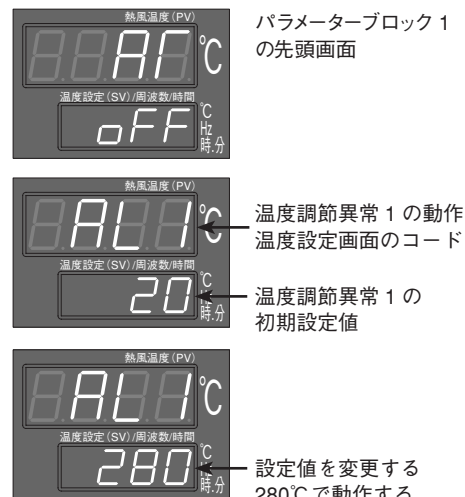 熱風温度(PV)
AT ℃
温度設定(SV)/周波数/時間
oFF
℃
Hz
時.分
パラメーターブロック 1
の先頭画面
熱風温度(PV)
AL1 ℃
温度設定(SV)/周波数/時間
20
℃
時.分
温度調節異常 1 の動作
温度設定画面のコード
温度調節異常 1 の
初期設定値
熱風温度(PV)
AL1 ℃
温度設定(SV)/周波数/時間
280
℃
時.分
設定値を変更する
280℃で動作する